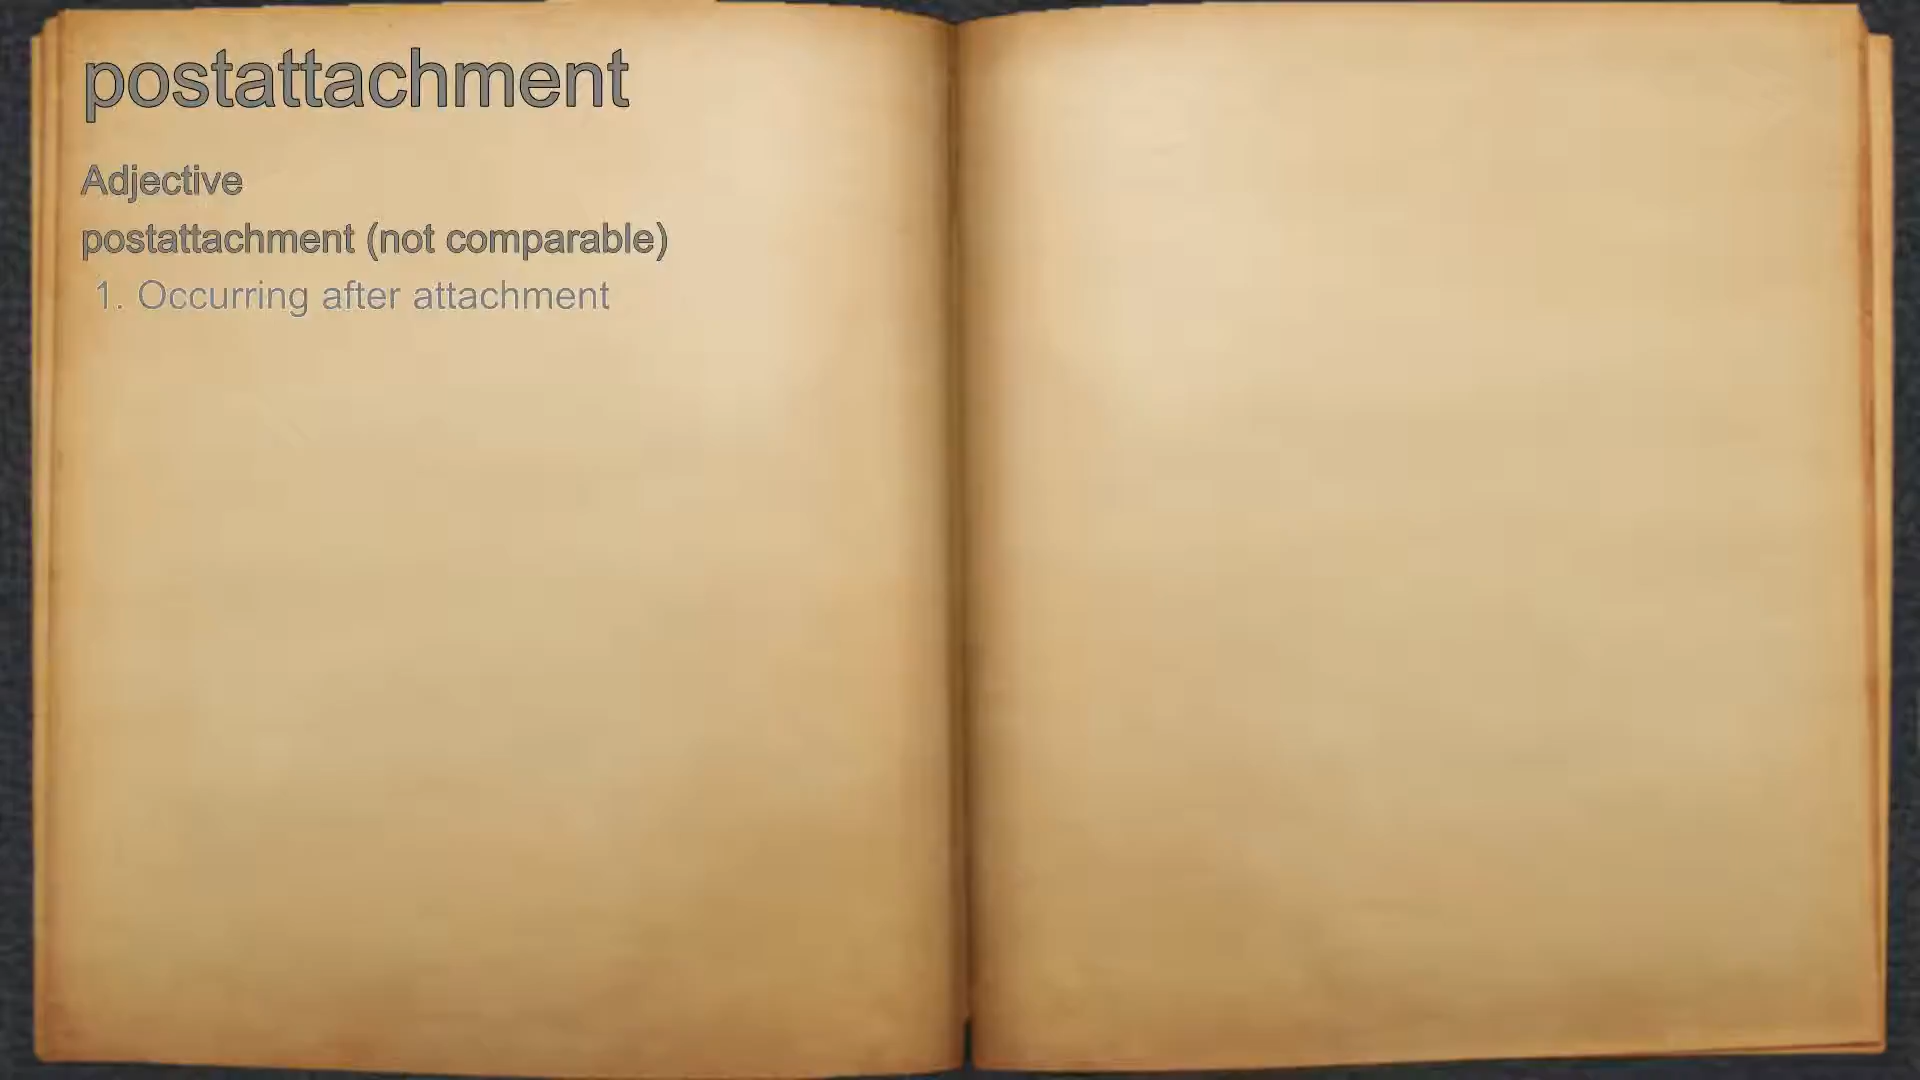 postattachment
Adjective
postattachment (not comparable)
1. Occurring after attachment